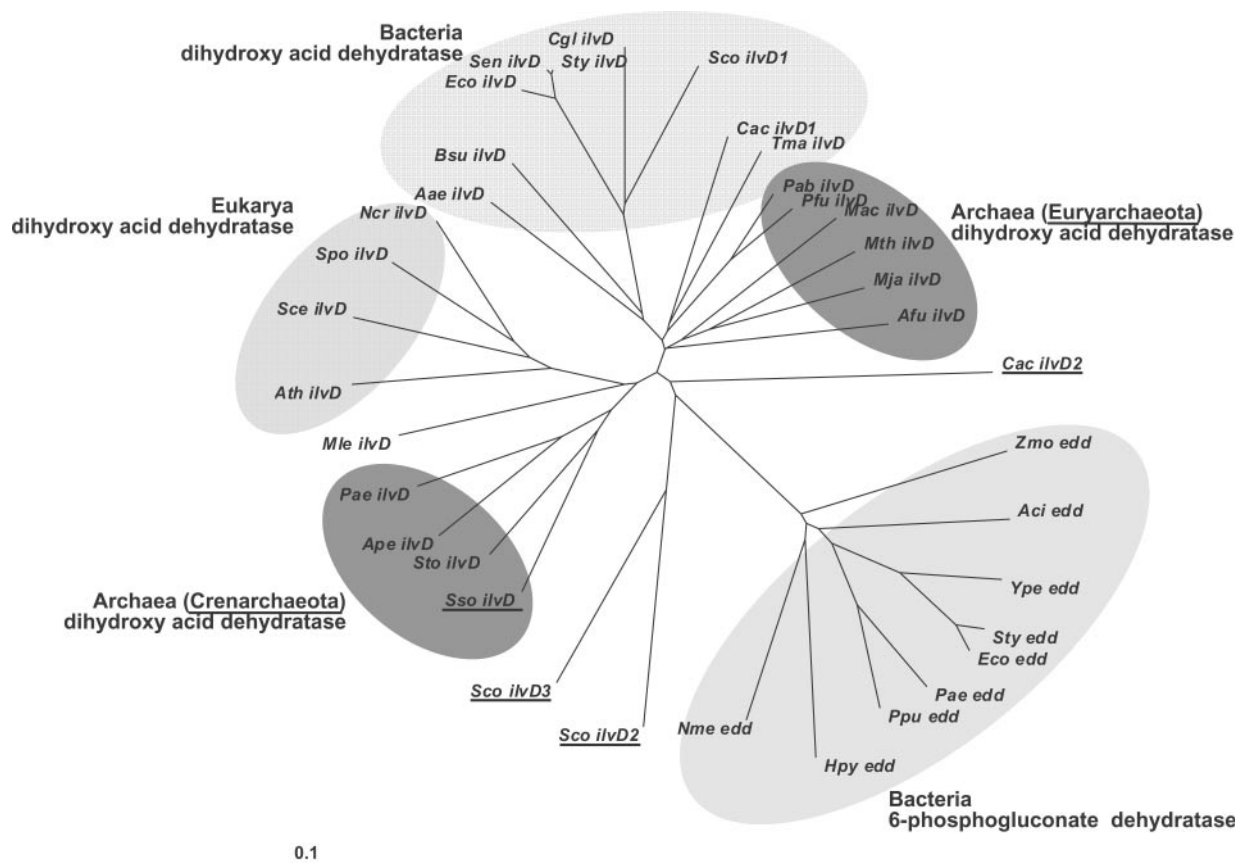 Bacteria
dihydroxy acid dehydratase
Cgl ilvD
Sen ilvD
Sty ilvD
Eco ilvD
Sco ilvD1
Cac ilvD1
Tma ilvD
Bsu ilvD
Aae ilvD
Eukarya
dihydroxy acid dehydratase
Ncr ilvD
Spo ilvD
Sce ilvD
Ath ilvD
Mle ilvD
Pab ilvD
Pfu ilvD
Mac ilvD
Mth ilvD
Mja ilvD
Afu ilvD
Archaea (Euryarchaeota)
dihydroxy acid dehydratase
Cac ilvD2
Pae ilvD
Ape ilvD
Sto ilvD
Sso ilvD
Archaea (Crenarchaeota)
dihydroxy acid dehydratase
Sco ilvD3
Sco ilvD2
Zmo edd
Aci edd
Ype edd
Sty edd
Eco edd
Pae edd
Ppu edd
Nme edd
Hpy edd
Bacteria
6-phosphogluconate dehydratase
0.1